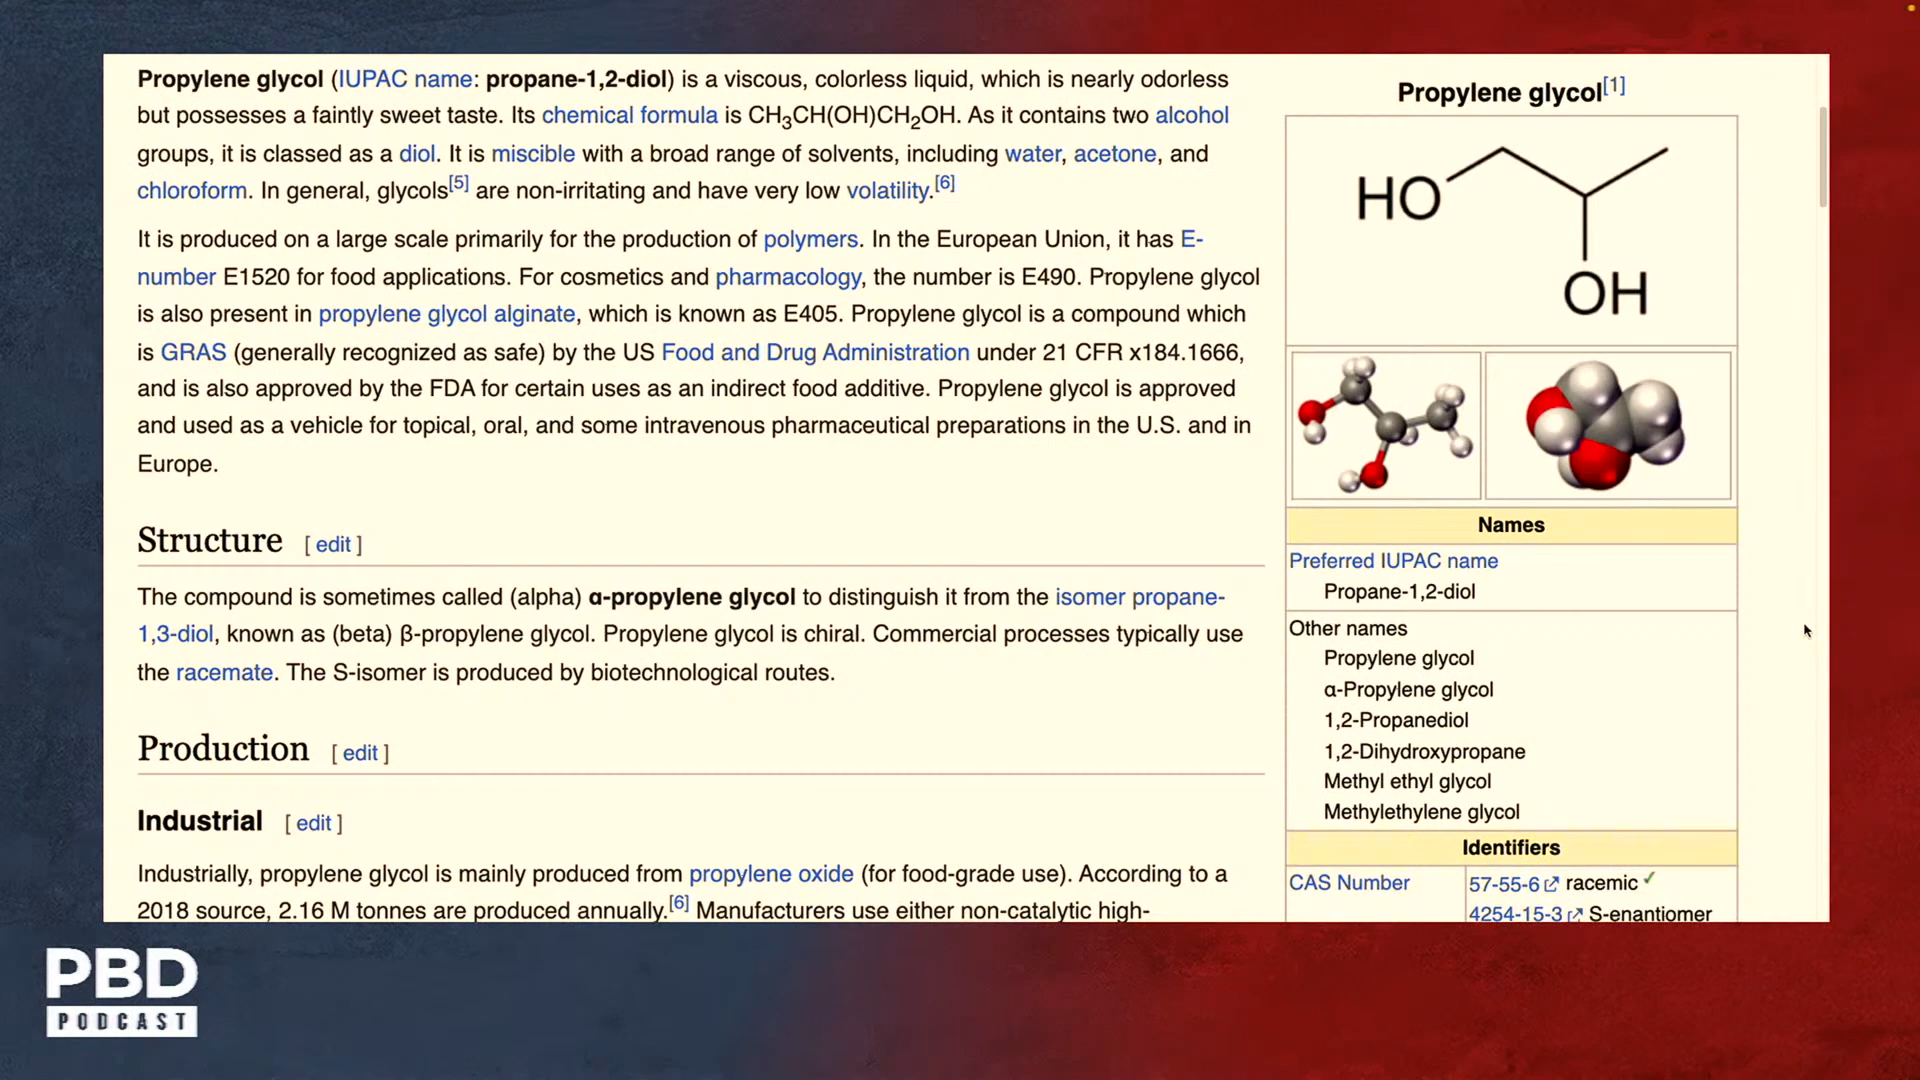 Propylene glycol (IUPAC name: propane-1,2-diol) is a viscous, colorless liquid, which is nearly odorless
but possesses a faintly sweet taste. Its chemical formula is CH₃CH(OH)CH₂OH. As it contains two alcohol
groups, it is classed as a diol. It is miscible with a broad range of solvents, including water, acetone, and
chloroform. In general, glycols[5] are non-irritating and have very low volatility.[6]
It is produced on a large scale primarily for the production of polymers. In the European Union, it has E-
number E1520 for food applications. For cosmetics and pharmacology, the number is E490. Propylene glycol
is also present in propylene glycol alginate, which is known as E405. Propylene glycol is a compound which
is GRAS (generally recognized as safe) by the US Food and Drug Administration under 21 CFR x184.1666,
and is also approved by the FDA for certain uses as an indirect food additive. Propylene glycol is approved
and used as a vehicle for topical, oral, and some intravenous pharmaceutical preparations in the U.S. and in
Europe.
Structure [ edit ]
The compound is sometimes called (alpha) α-propylene glycol to distinguish it from the isomer propane-
1,3-diol, known as (beta) β-propylene glycol. Propylene glycol is chiral. Commercial processes typically use
the racemate. The S-isomer is produced by biotechnological routes.
Production [ edit ]
Industrial [ edit ]
Industrially, propylene glycol is mainly produced from propylene oxide (for food-grade use). According to a
2018 source, 2.16 M tonnes are produced annually.[6] Manufacturers use either non-catalytic high-
Propylene glycol[1]
HO
OH
Names
Preferred IUPAC name
Propane-1,2-diol
Other names
Propylene glycol
α-Propylene glycol
1,2-Propanediol
1,2-Dihydroxypropane
Methyl ethyl glycol
Methylethylene glycol
Identifiers
CAS Number 57-55-6 racemic ✓
4254-15-3 S-enantiomer
PBD
PODCAST